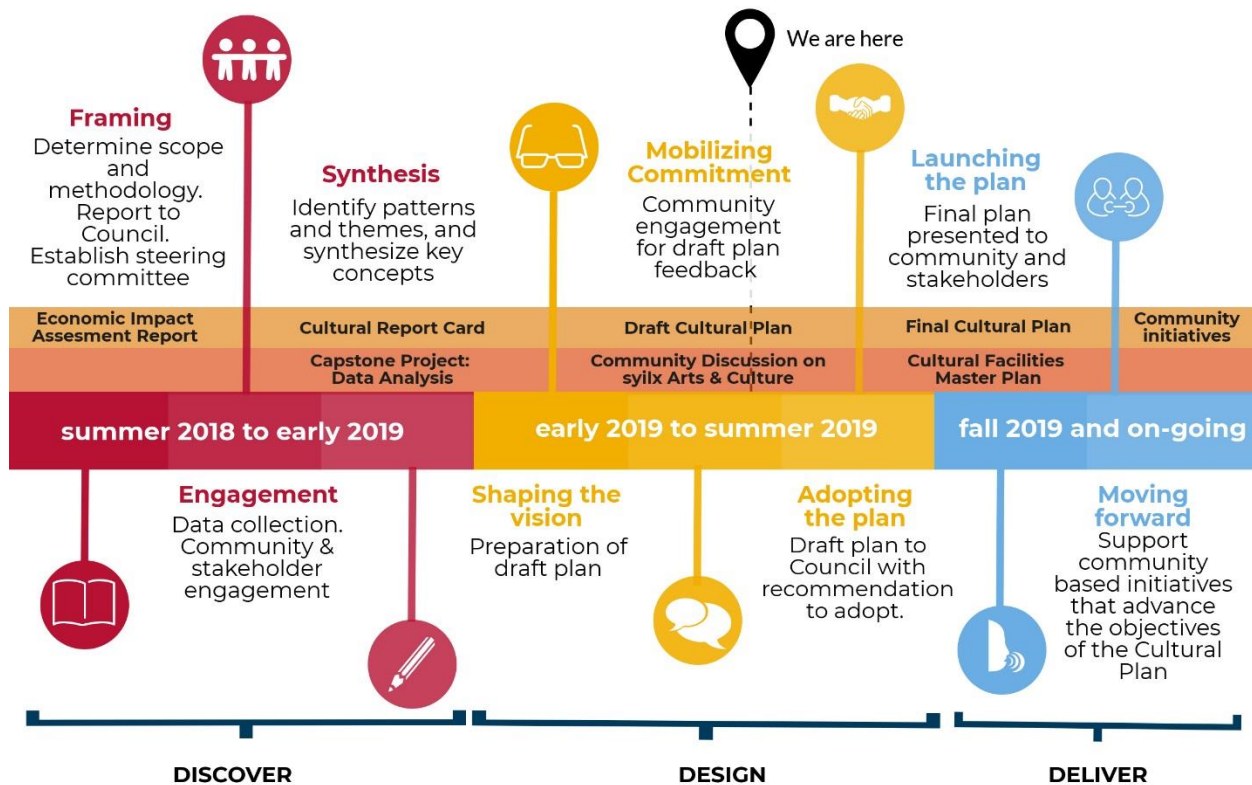 We are here
Framing
Determine scope
and
methodology.
Report to
Council.
Establish steering
committee
Synthesis
Identify patterns
and themes, and
synthesize key
concepts
Mobilizing
Commitment
Community
engagement
for draft plan
feedback
Launching
the plan
Final plan
presented to
community and
stakeholders
Economic Impact
Assesment Report
Cultural Report Card
Draft Cultural Plan
Final Cultural Plan
Community
initiatives
Capstone Project:
Data Analysis
Community Discussion on
syilx Arts & Culture
Cultural Facilities
Master Plan
summer 2018 to early 2019
early 2019 to summer 2019
fall 2019 and on-going
Engagement
Data collection.
Community &
stakeholder
engagement
Shaping the
vision
Preparation of
draft plan
Adopting
the plan
Draft plan to
Council with
recommendation
to adopt.
Moving
forward
Support
community
based initiatives
that advance
the objectives
of the Cultural
Plan
DISCOVER
DESIGN
DELIVER